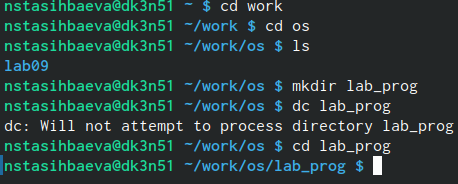 nstasihbaeva@dk3n51 ~ $ cd work
nstasihbaeva@dk3n51 ~/work $ cd os
nstasihbaeva@dk3n51 ~/work/os $ ls
lab09
nstasihbaeva@dk3n51 ~/work/os $ mkdir lab_prog
nstasihbaeva@dk3n51 ~/work/os $ dc lab_prog
dc: Will not attempt to process directory lab_prog
nstasihbaeva@dk3n51 ~/work/os $ cd lab_prog
nstasihbaeva@dk3n51 ~/work/os/lab_prog $